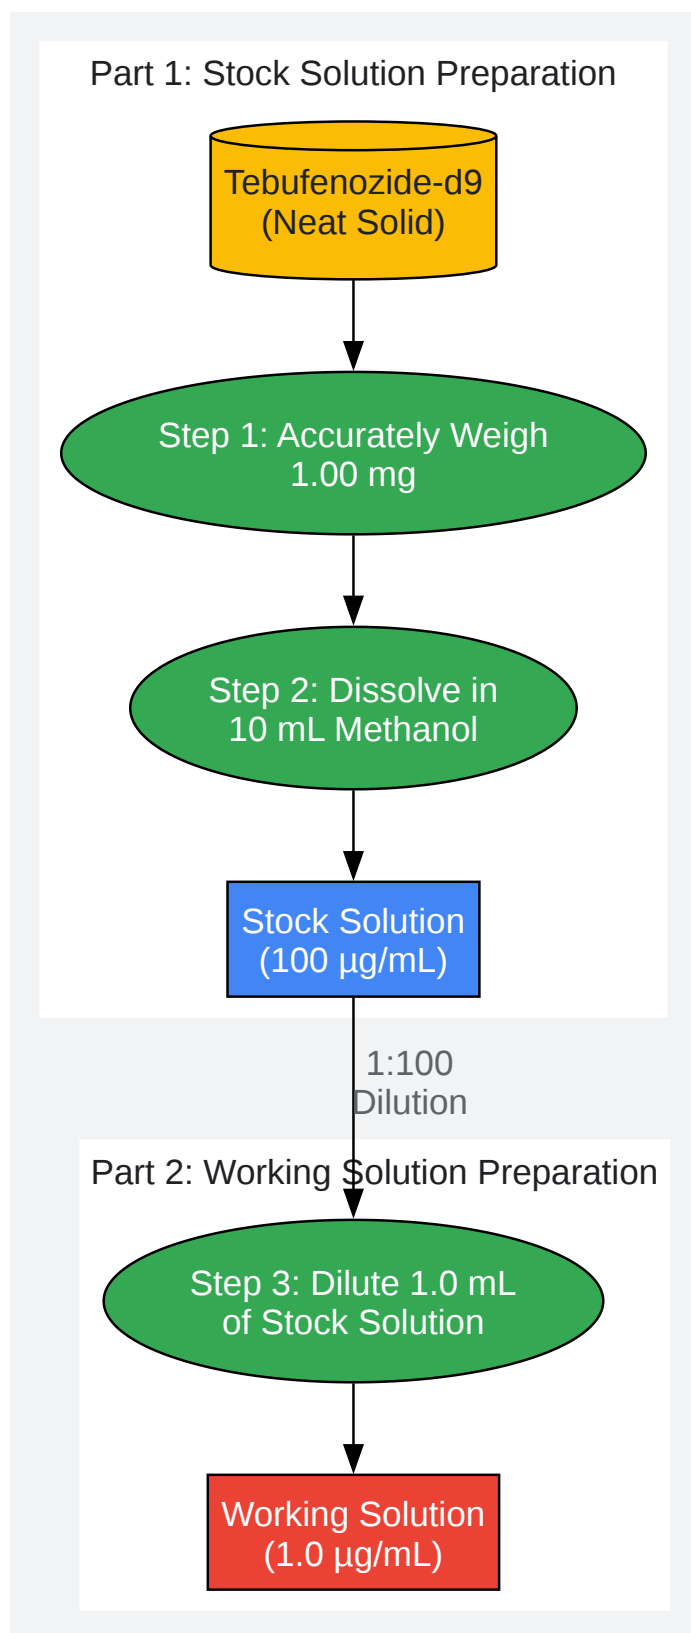 Part 1: Stock Solution Preparation
Tebufenozide-d9
(Neat Solid)
Step 1: Accurately Weigh
1.00 mg
Step 2: Dissolve in
10 mL Methanol
Stock Solution
(100 µg/mL)
1:100
Dilution
Part 2: Working Solution Preparation
Step 3: Dilute 1.0 mL
of Stock Solution
Working Solution
(1.0 µg/mL)